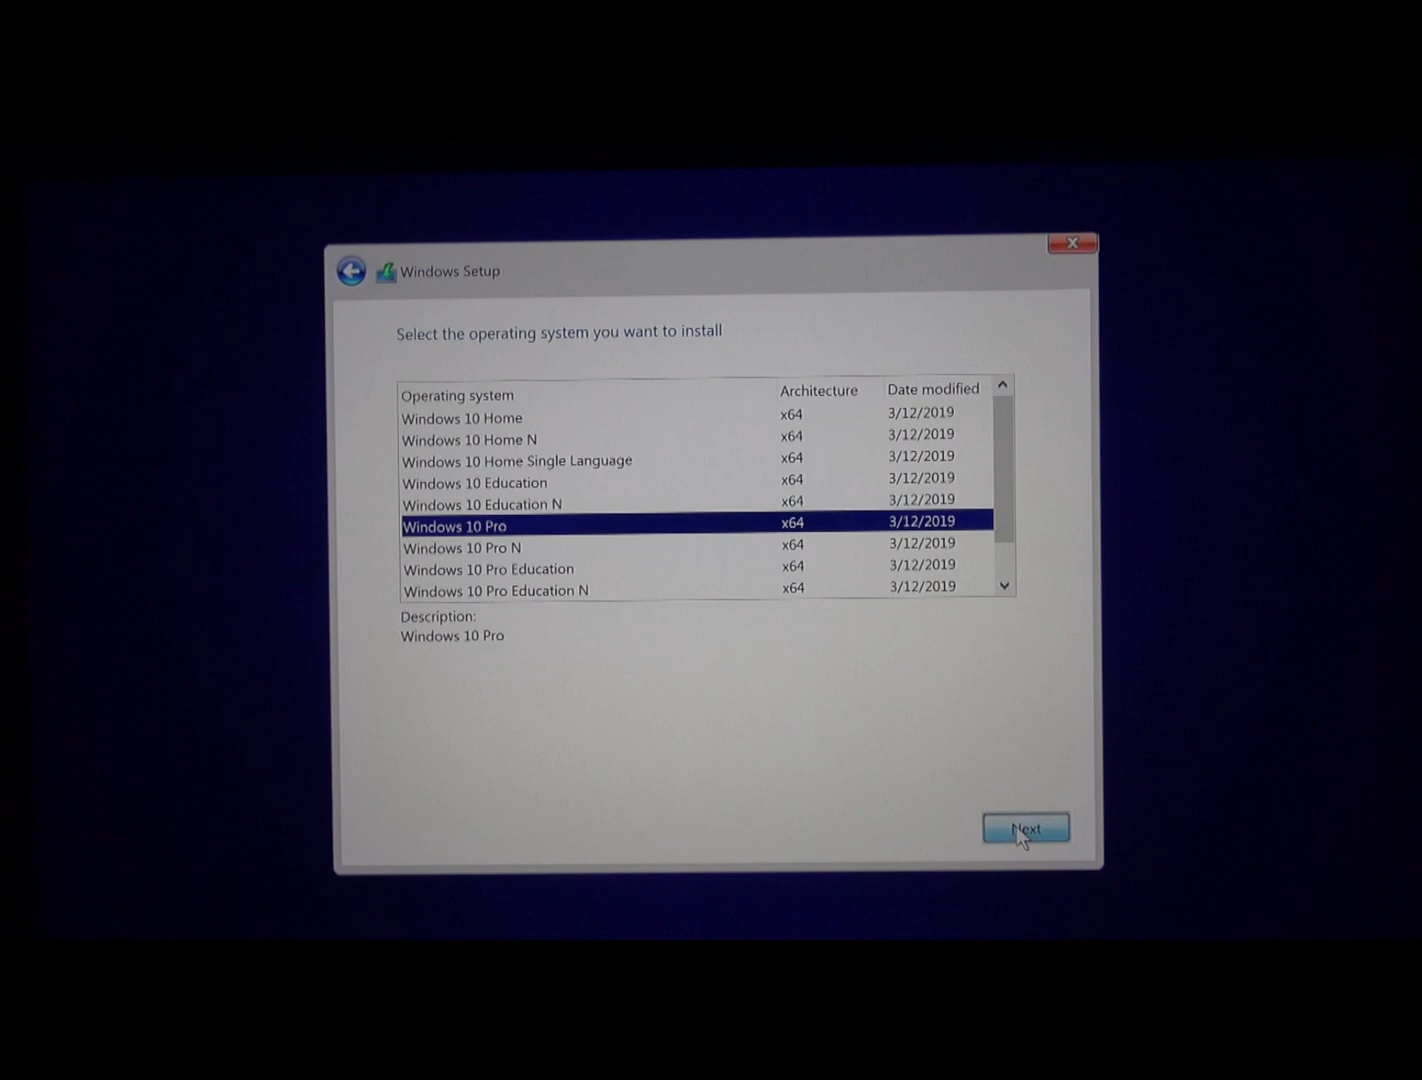 Windows Setup
Select the operating system you want to install
Operating system Architecture Date modified
Windows 10 Home x64 3/12/2019
Windows 10 Home N x64 3/12/2019
Windows 10 Home Single Language x64 3/12/2019
Windows 10 Education x64 3/12/2019
Windows 10 Education N x64 3/12/2019
Windows 10 Pro x64 3/12/2019
Windows 10 Pro N x64 3/12/2019
Windows 10 Pro Education x64 3/12/2019
Windows 10 Pro Education N x64 3/12/2019
Description:
Windows 10 Pro
Next